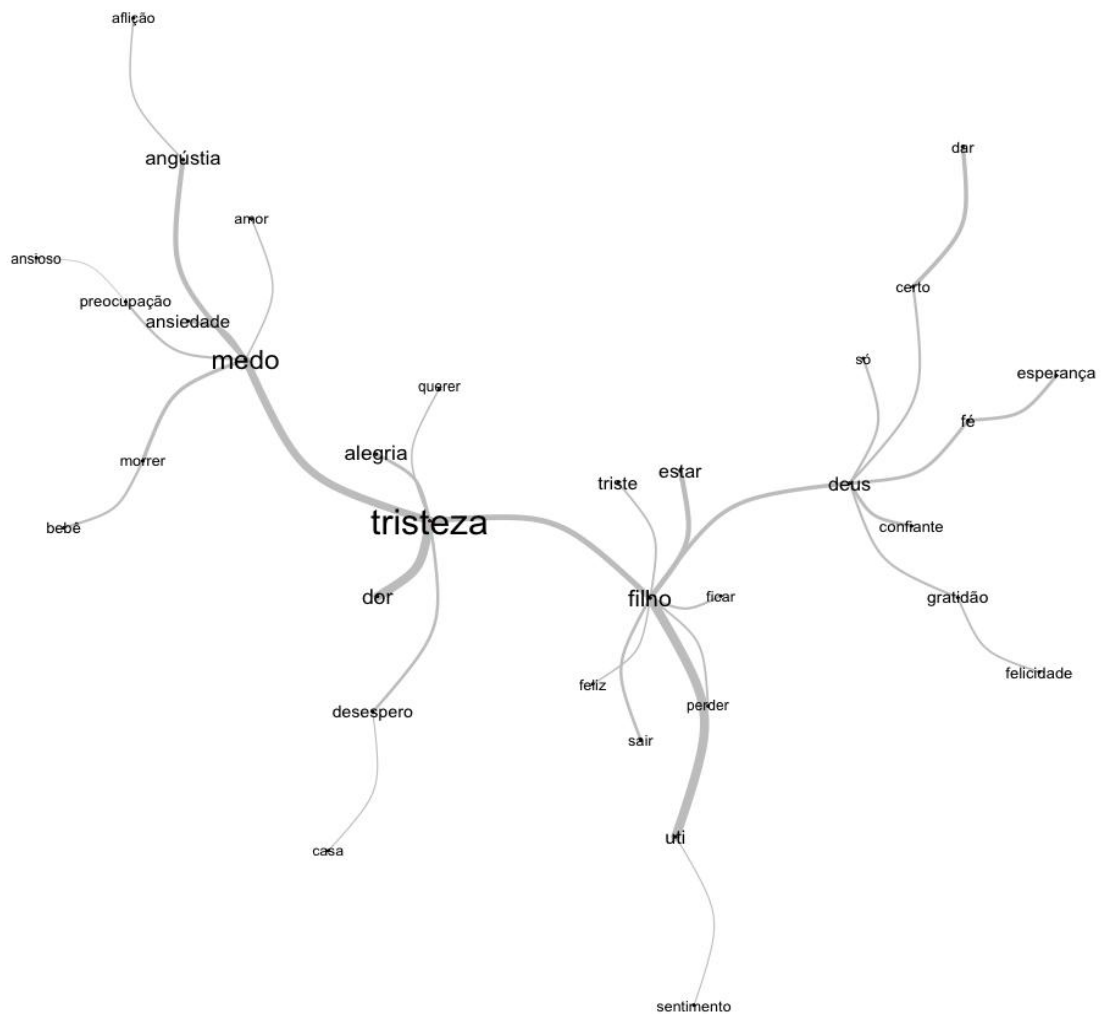 aflição
dar
angústia
amor
ansioso
certo
preocupação
ansiedade
medo
só
esperança
querer
fé
alegria
morrer
estar
triste
deus
tristeza
bebê
confiante
dor
filho
ficar
gratidão
felicidade
feliz
perder
desespero
sair
uti
casa
sentimento